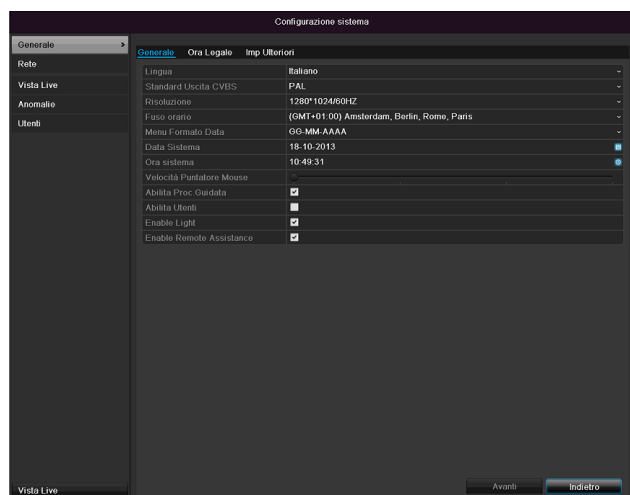 Configurazione sistema
Generale >
Rete
Vista Live
Anomalie
Utenti
Generale Ora Legale Imp Ulteriori
Lingua Italiano
Standard Uscita CVBS PAL
Risoluzione 1280*1024/60HZ
Fuso orario (GMT+01:00) Amsterdam, Berlin, Rome, Paris
Menu Formato Data GG-MM-AAAA
Data Sistema 18-10-2013
Ora sistema 10:49:31
Velocità Puntatore Mouse
Abilita Proc.Guidata
Abilita Utenti
Enable Light
Enable Remote Assistance
Vista Live
Avanti Indietro